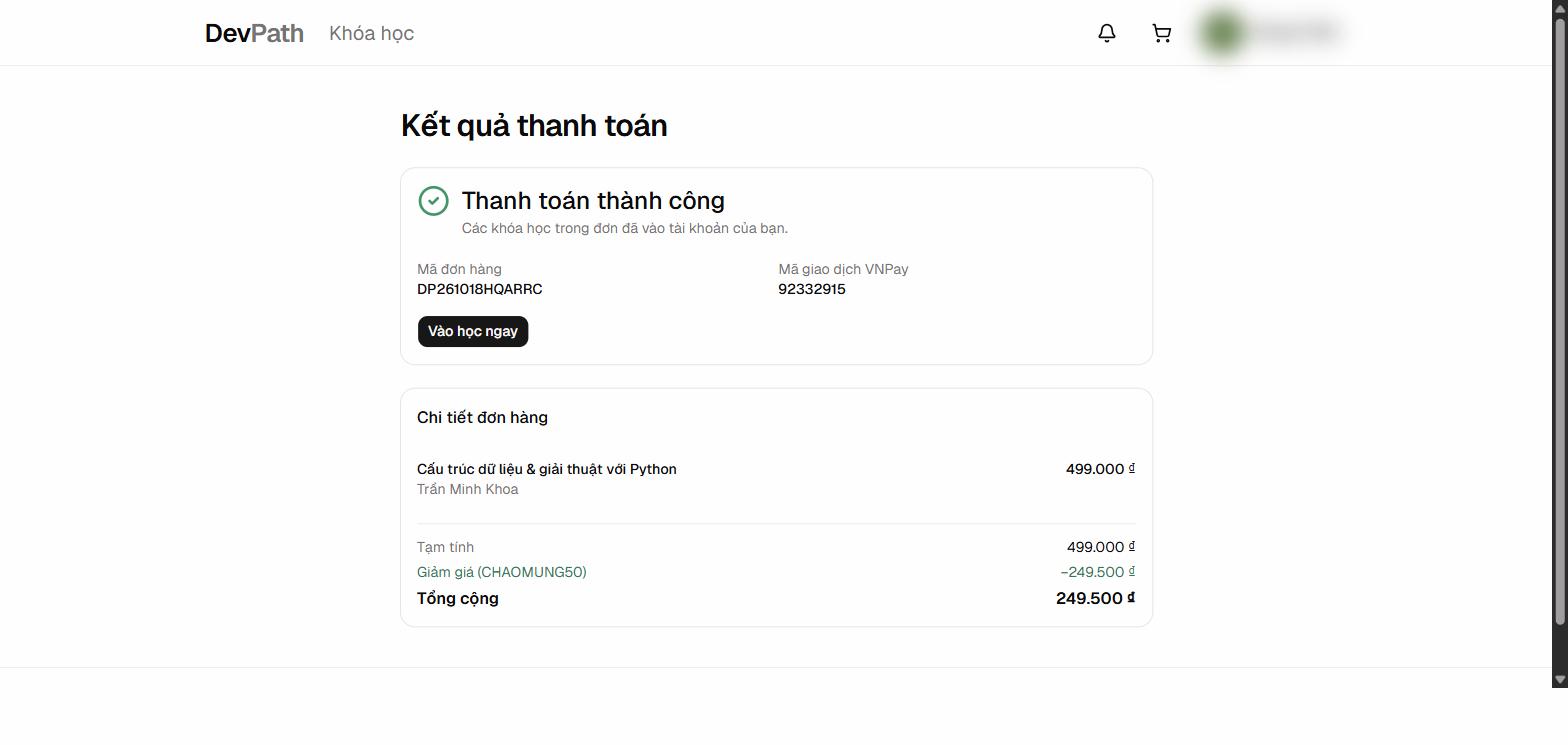 DevPath Khóa học
Kết quả thanh toán
Thanh toán thành công
Các khóa học trong đơn đã vào tài khoản của bạn.
Mã đơn hàng Mã giao dịch VNPay
DP261018HQARRC 92332915
Vào học ngay
Chi tiết đơn hàng
Cấu trúc dữ liệu & giải thuật với Python 499.000 ₫
Trần Minh Khoa
Tạm tính 499.000 ₫
Giảm giá (CHAOMUNG50) −249.500 ₫
Tổng cộng 249.500 ₫